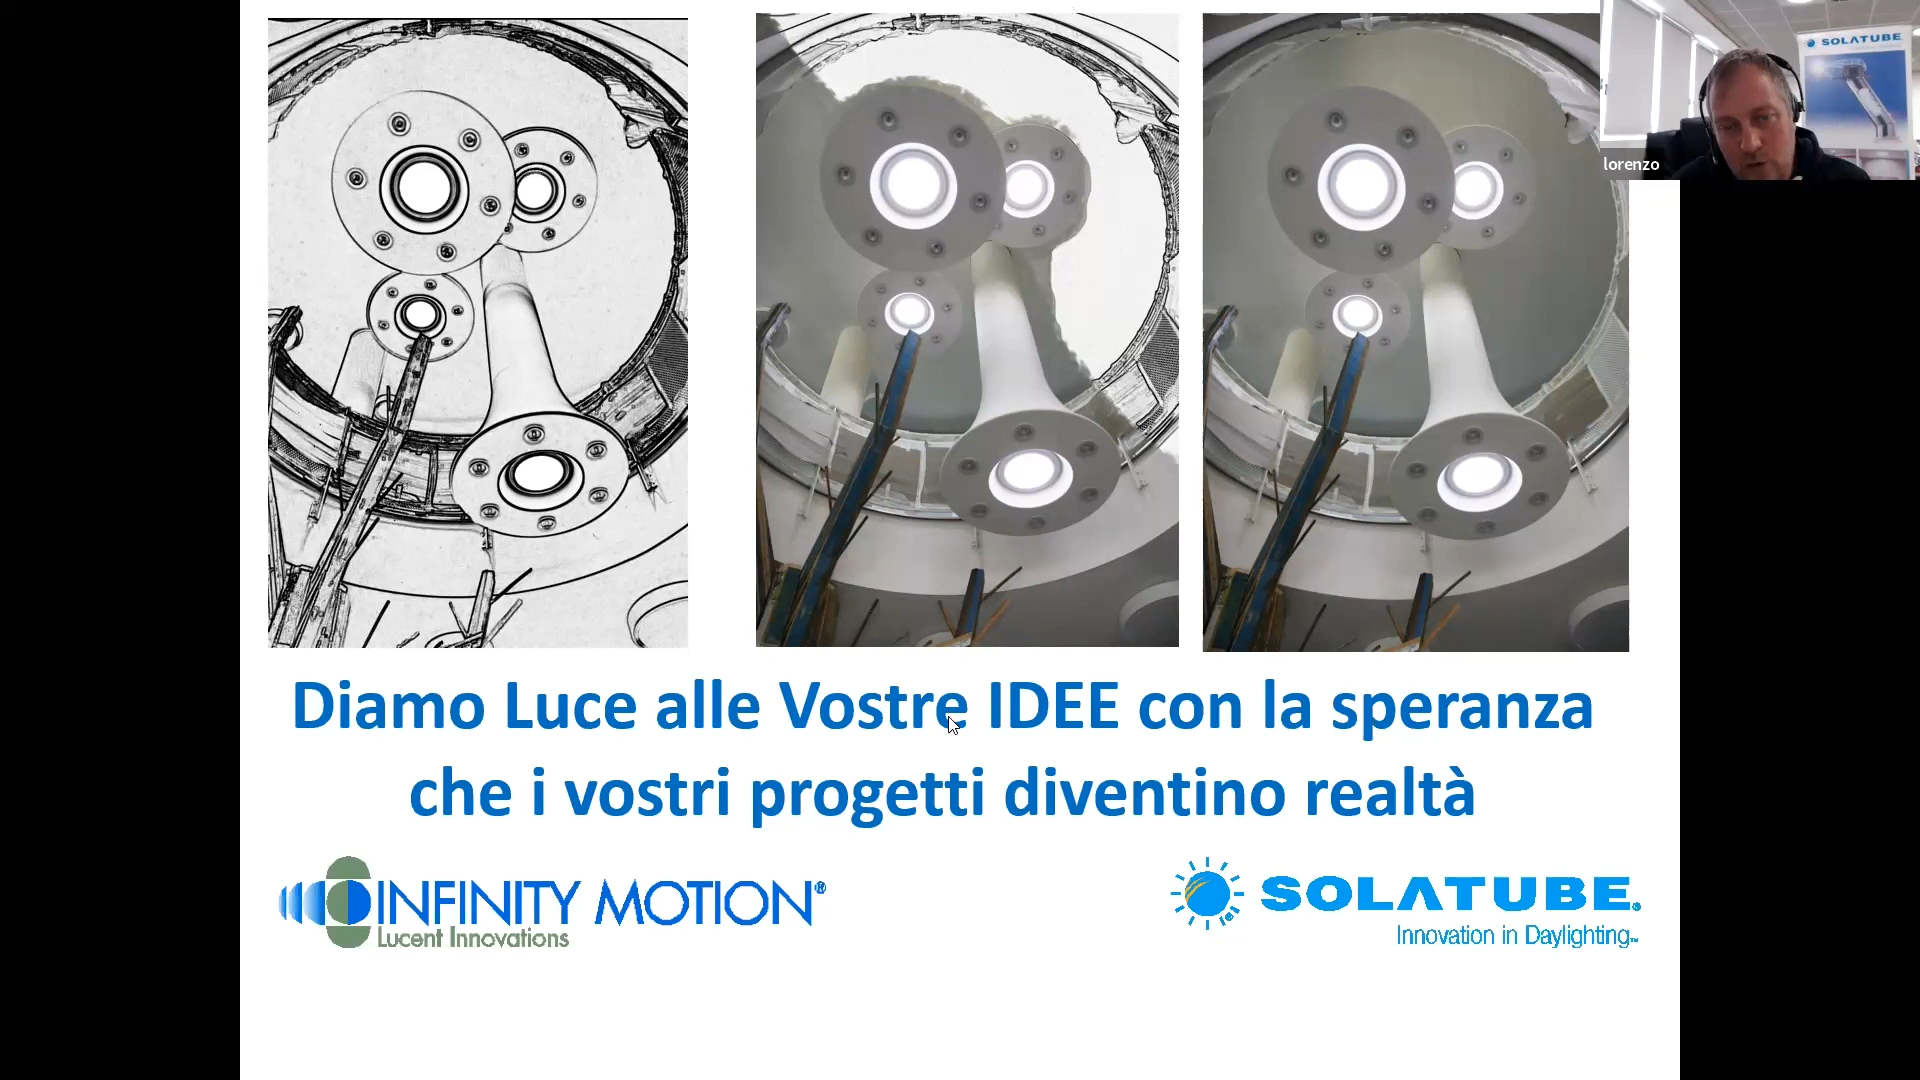 SOLATUBE
lorenzo
Diamo Luce alle Vostre IDEE con la speranza
che i vostri progetti diventino realtà
INFINITY MOTION®
Lucent Innovations
SOLATUBE®
Innovation in Daylighting™